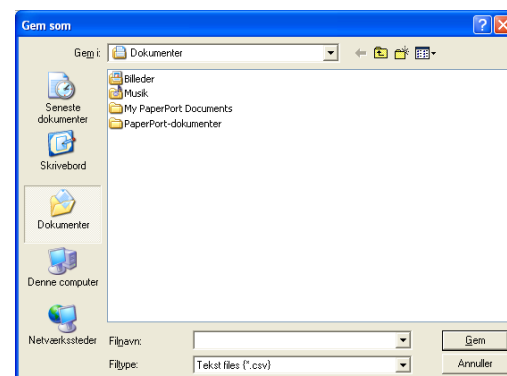 Gem som
Gem i:
Dokumenter
Billeder
Musik
My PaperPort Documents
PaperPort-dokumenter
Seneste
dokumenter
Skrivebord
Dokumenter
Denne computer
Netværkssteder
Filnavn:
Gem
Filtype:
Tekst files (*.csv)
Annuller